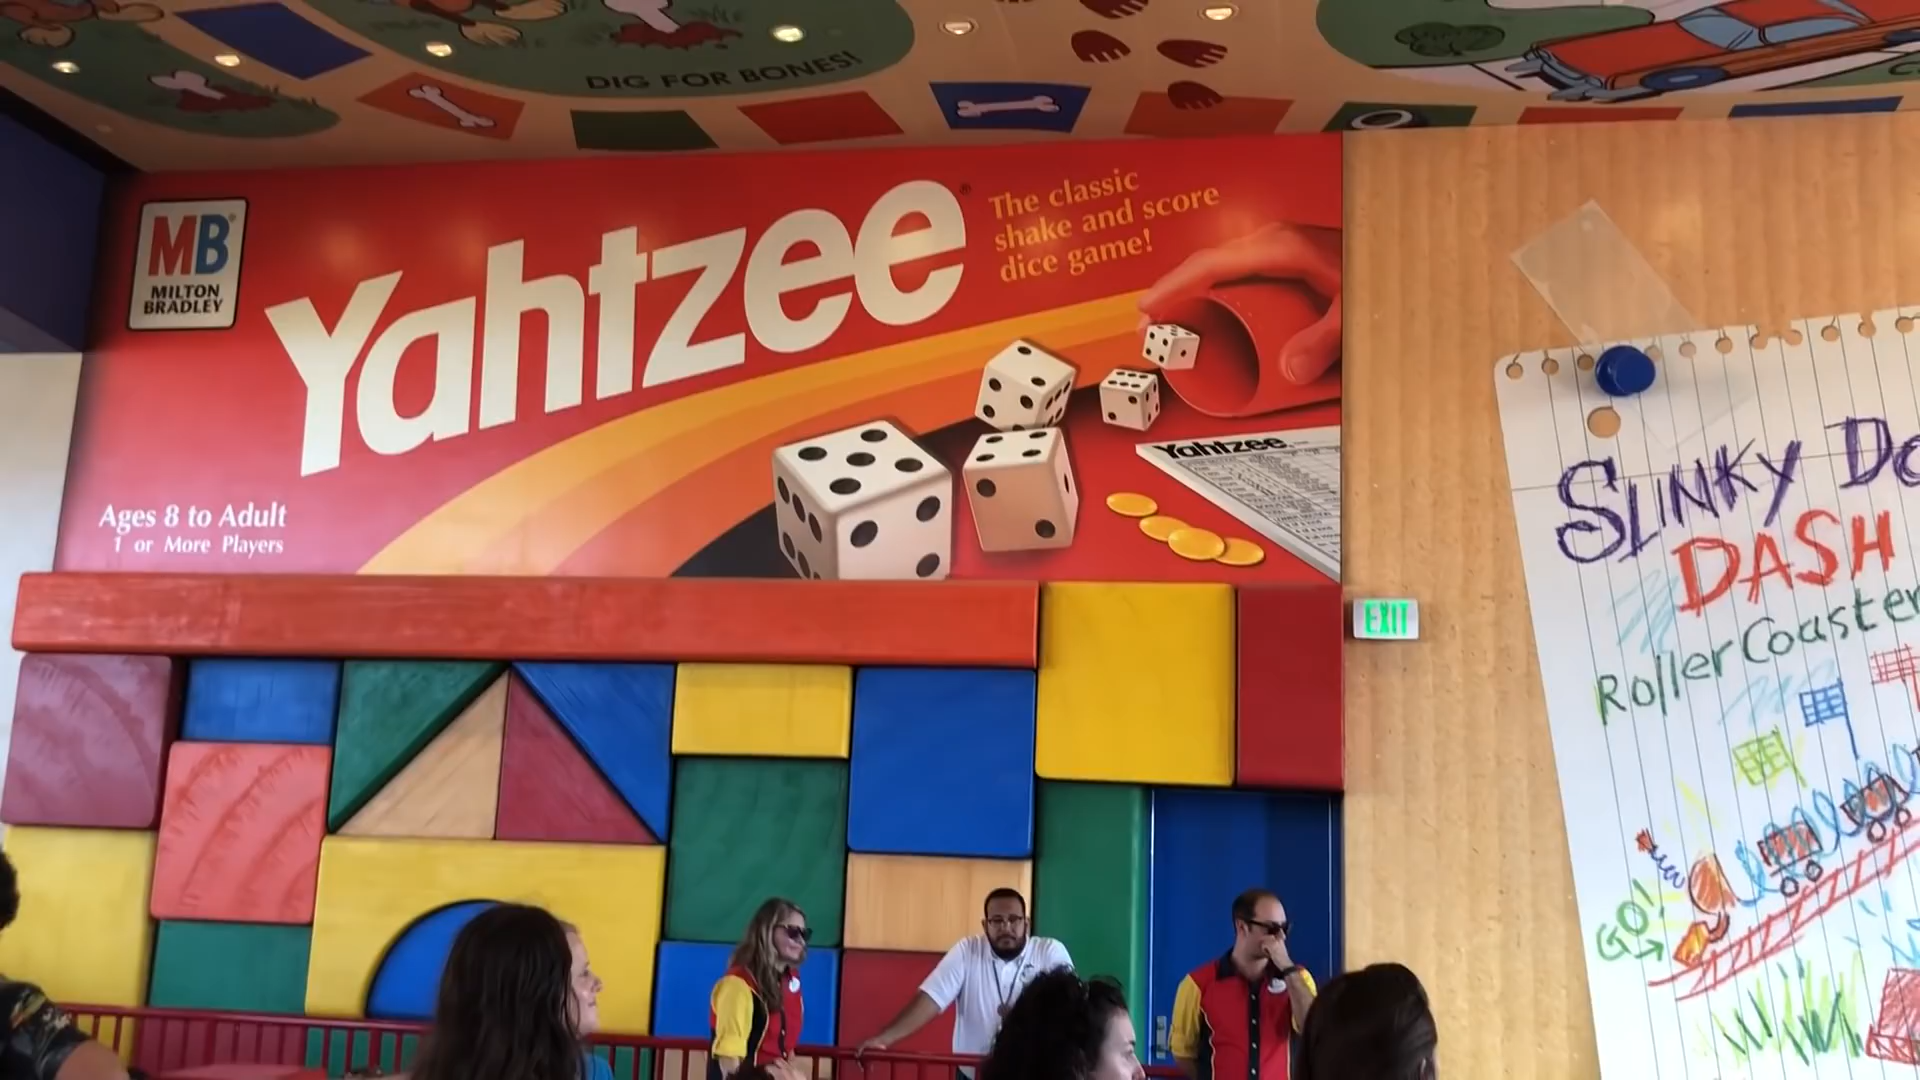 DIG FOR BONES!
MB
MILTON
BRADLEY
Yahtzee®
The classic
shake and score
dice game!
Yahtzee
Ages 8 to Adult
1 or More Players
EXIT
SLINKY
DASH
Roller Coaster
GO